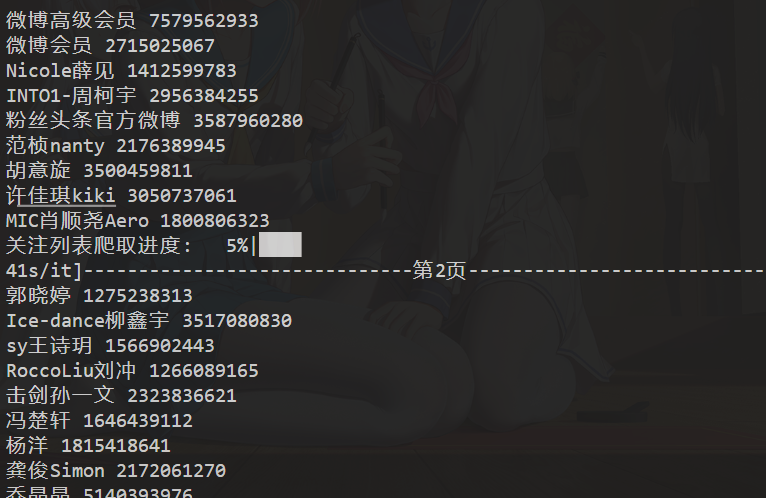 微博高级会员 7579562933
微博会员 2715025067
Nicole薛见 1412599783
INTO1-周柯宇 2956384255
粉丝头条官方微博 3587960280
范桢nanty 2176389945
胡意旋 3500459811
许佳琪kiki 3050737061
MIC肖顺尧Aero 1800806323
关注列表爬取进度:   5%|
41s/it]------------------------------第2页---------------------------
郭晓婷 1275238313
Ice-dance柳鑫宇 3517080830
sy王诗玥 1566902443
RoccoLiu刘冲 1266089165
击剑孙一文 2323836621
冯楚轩 1646439112
杨洋 1815418641
龚俊Simon 2172061270
乔晶晶 5140393976